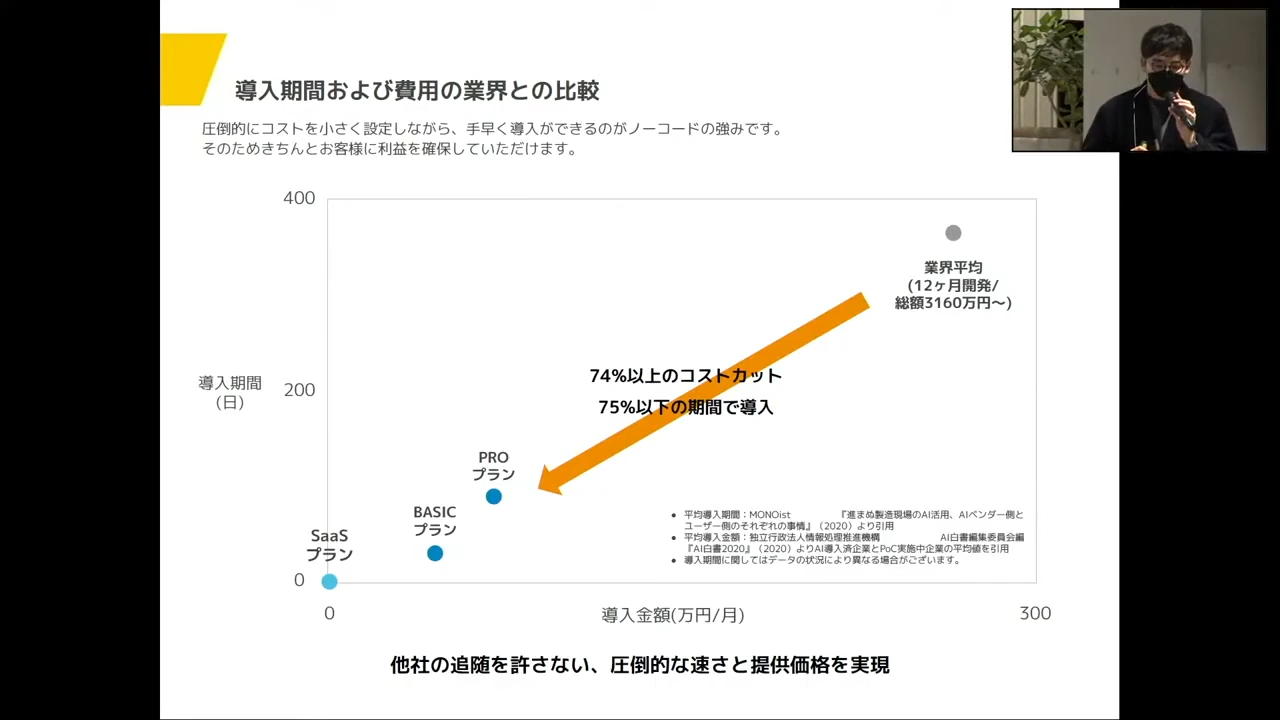 導入期間および費用の業界との比較
圧倒的にコストを小さく設定しながら、手早く導入ができるのがノーコードの強みです。
そのためきちんとお客様に利益を確保していただけます。
400
業界平均
(12ヶ月開発/
総額3160万円〜)
74%以上のコストカット
導入期間
(日)
200
75%以下の期間で導入
PRO
プラン
BASIC
プラン
SaaS
プラン
● 平均導入期間：MONOist 『進まぬ製造現場のAI活用、AIベンダー側と
ユーザー側のそれぞれの事情』（2020）より引用
● 平均導入金額：独立行政法人情報処理推進機構 AI白書編集委員会編
『AI白書2020』（2020）よりAI導入済企業とPoC実施中企業の平均値を引用
● 導入期間に関してはデータの状況により異なる場合がございます。
0
0
導入金額(万円/月)
300
他社の追随を許さない、圧倒的な速さと提供価格を実現